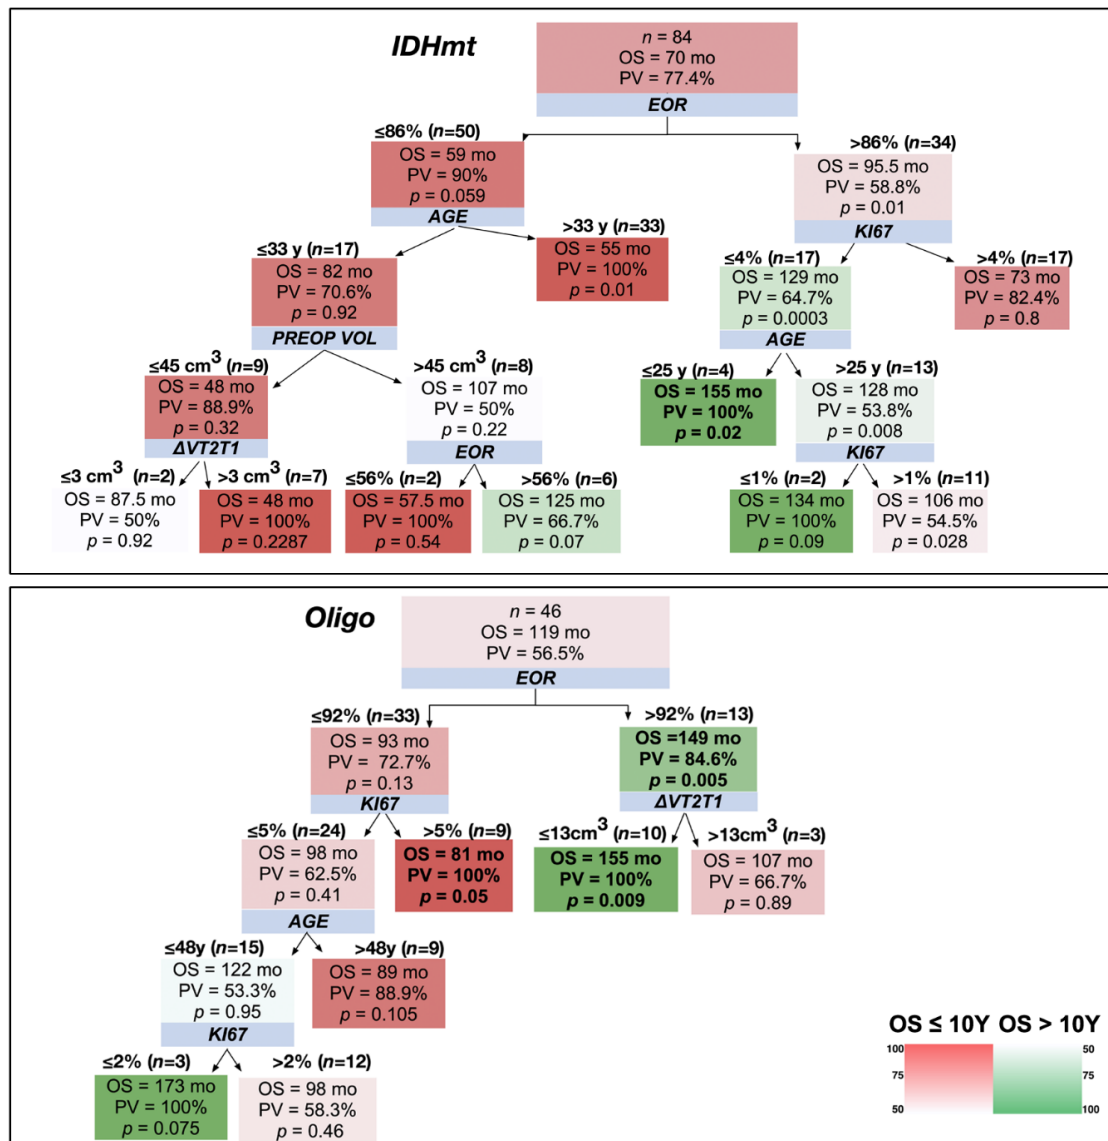 IDHmt
n = 84
OS = 70 mo
PV = 77.4%
EOR
≤86% (n=50)
OS = 59 mo
PV = 90%
p = 0.059
AGE
>86% (n=34)
OS = 95.5 mo
PV = 58.8%
p = 0.01
KI67
≤33 y (n=17)
OS = 82 mo
PV = 70.6%
p = 0.92
PREOP VOL
>33 y (n=33)
OS = 55 mo
PV = 100%
p = 0.01
≤4% (n=17)
OS = 129 mo
PV = 64.7%
p = 0.0003
AGE
>4% (n=17)
OS = 73 mo
PV = 82.4%
p = 0.8
≤45 cm³ (n=9)
OS = 48 mo
PV = 88.9%
p = 0.32
ΔVT2T1
>45 cm³ (n=8)
OS = 107 mo
PV = 50%
p = 0.22
EOR
≤25 y (n=4)
OS = 155 mo
PV = 100%
p = 0.02
>25 y (n=13)
OS = 128 mo
PV = 53.8%
p = 0.008
KI67
≤3 cm³ (n=2)
OS = 87.5 mo
PV = 50%
p = 0.92
>3 cm³ (n=7)
OS = 48 mo
PV = 100%
p = 0.2287
≤56% (n=2)
OS = 57.5 mo
PV = 100%
p = 0.54
>56% (n=6)
OS = 125 mo
PV = 66.7%
p = 0.07
≤1% (n=2)
OS = 134 mo
PV = 100%
p = 0.09
>1% (n=11)
OS = 106 mo
PV = 54.5%
p = 0.028
Oligo
n = 46
OS = 119 mo
PV = 56.5%
EOR
≤92% (n=33)
OS = 93 mo
PV = 72.7%
p = 0.13
KI67
>92% (n=13)
OS =149 mo
PV = 84.6%
p = 0.005
ΔVT2T1
≤5% (n=24)
OS = 98 mo
PV = 62.5%
p = 0.41
AGE
>5% (n=9)
OS = 81 mo
PV = 100%
p = 0.05
≤13cm³ (n=10)
OS = 155 mo
PV = 100%
p = 0.009
>13cm³ (n=3)
OS = 107 mo
PV = 66.7%
p = 0.89
≤48y (n=15)
OS = 122 mo
PV = 53.3%
p = 0.95
KI67
>48y (n=9)
OS = 89 mo
PV = 88.9%
p = 0.105
≤2% (n=3)
OS = 173 mo
PV = 100%
p = 0.075
>2% (n=12)
OS = 98 mo
PV = 58.3%
p = 0.46
OS ≤ 10Y OS > 10Y
100 50
75 75
50 100